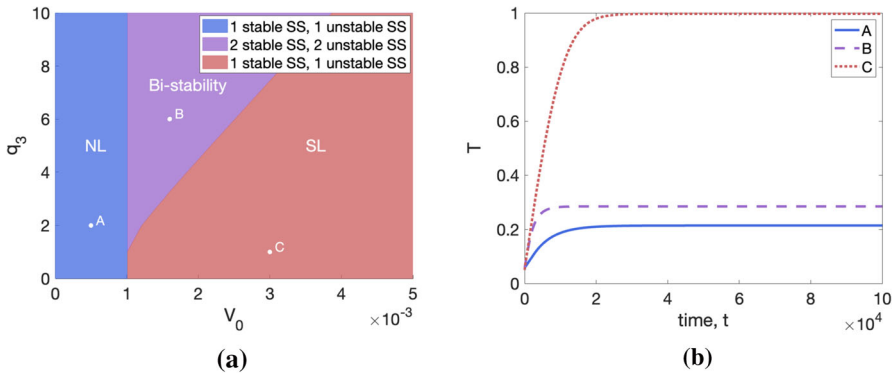 10
8
6
4
2
0
q3
1 stable SS, 1 unstable SS
2 stable SS, 2 unstable SS
1 stable SS, 1 unstable SS
Bi-stability
B
NL
SL
A
C
0 1 2 3 4 5
V0
×10⁻³
(a)
1
0.8
0.6
0.4
0.2
0
T
A
B
C
0 2 4 6 8 10
time, t
×10⁴
(b)